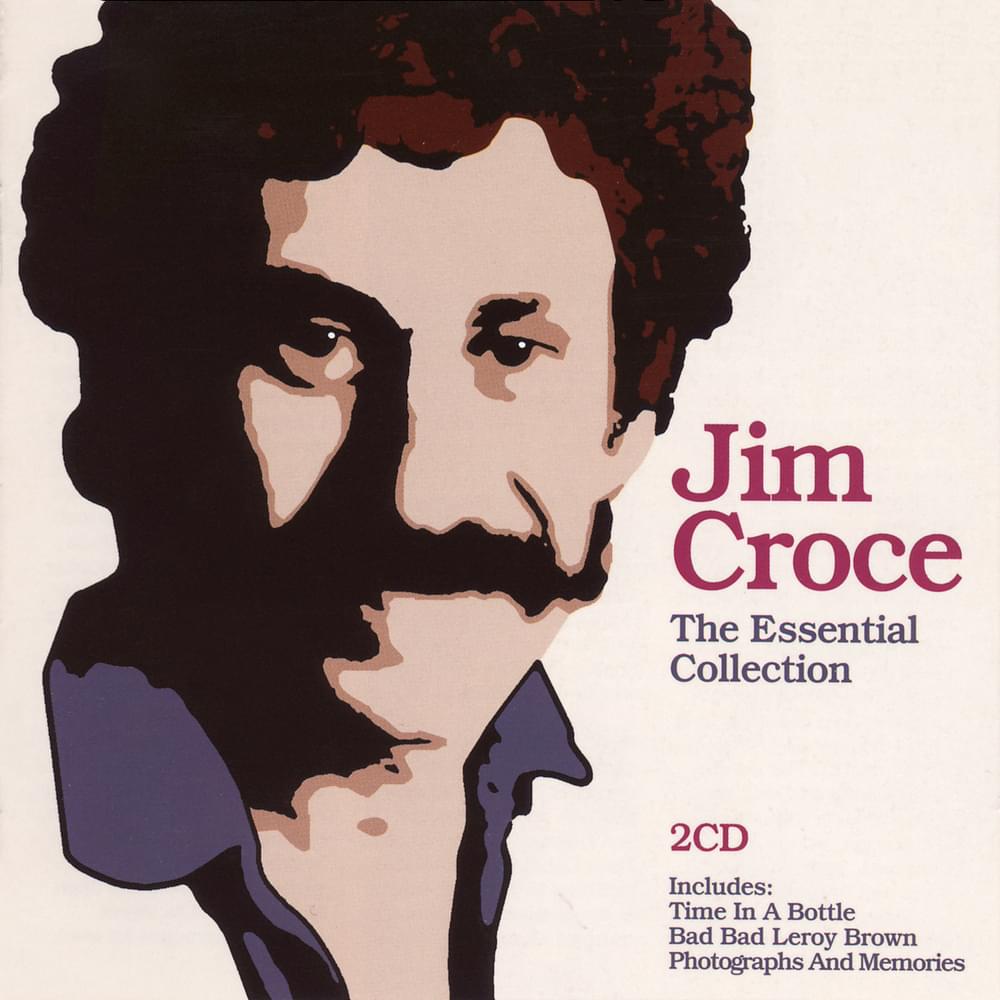 Jim
Croce
The Essential
Collection
2CD
Includes:
Time In A Bottle
Bad Bad Leroy Brown
Photographs And Memories